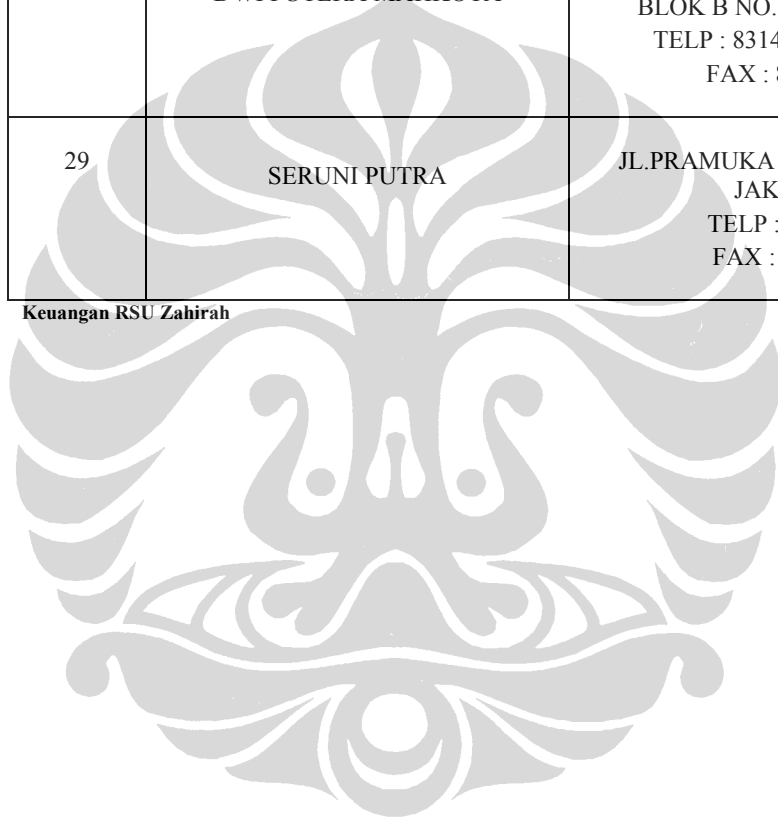 BLOK B NO.
TELP : 8314
FAX :
29
SERUNI PUTRA
JL.PRAMUKA
JAK
TELP :
FAX :
Keuangan RSU Zahirah